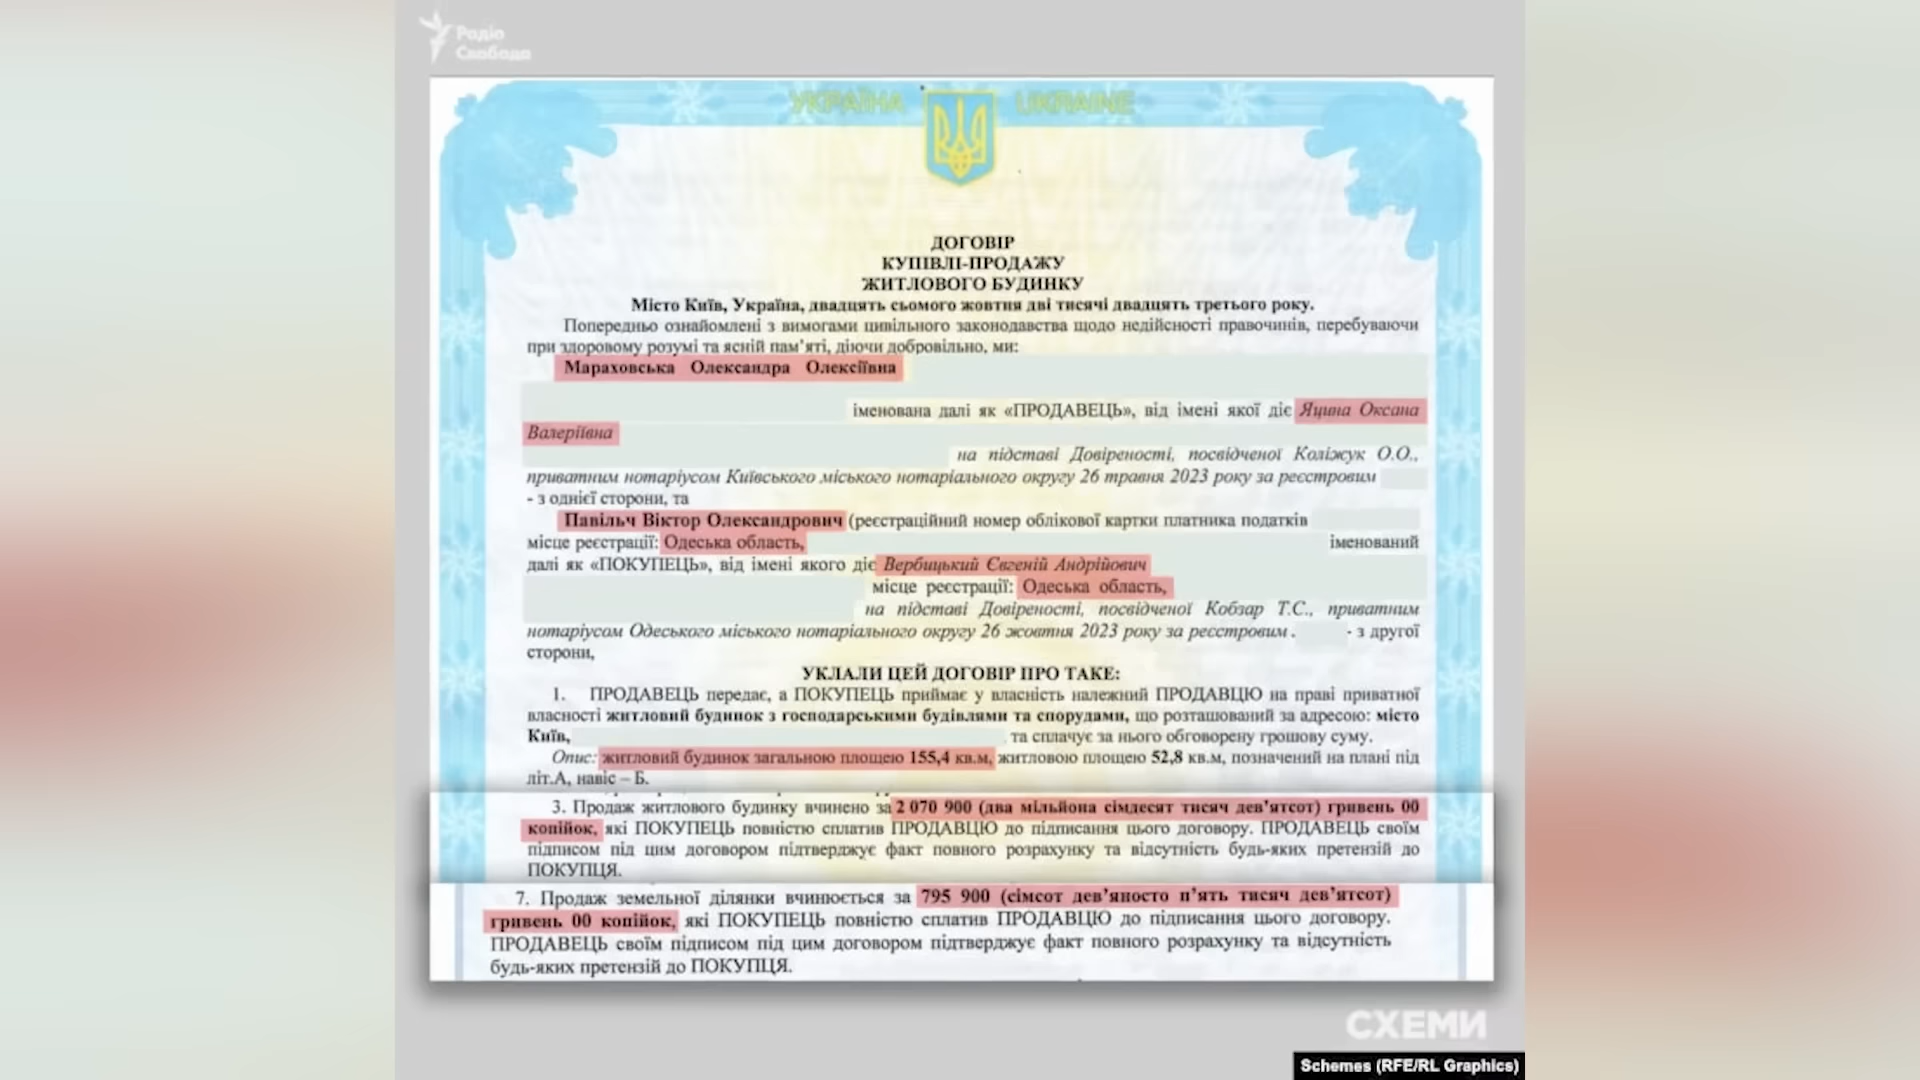 Радіо
Свобода
УКРАЇНА UKRAINE
ДОГОВІР
КУПІВЛІ-ПРОДАЖУ
ЖИТЛОВОГО БУДИНКУ
Місто Київ, Україна, двадцять сьомого жовтня дві тисячі двадцять третього року.
Попередньо ознайомлені з вимогами цивільного законодавства щодо недійсності правочинів, перебуваючи
при здоровому розумі та ясній пам’яті, діючи добровільно, ми:
Мараховська Олександра Олексіївна
іменована далі як «ПРОДАВЕЦЬ», від імені якої діє Яцина Оксана
Валеріївна
на підставі Довіреності, посвідченої Коліжук О.О.,
приватним нотаріусом Київського міського нотаріального округу 26 травня 2023 року за реєстровим
- з однієї сторони, та
Павільч Віктор Олександрович (реєстраційний номер облікової картки платника податків
місце реєстрації: Одеська область, іменований
далі як «ПОКУПЕЦЬ», від імені якого діє Вербицький Євгеній Андрійович
місце реєстрації: Одеська область,
на підставі Довіреності, посвідченої Кобзар Т.С., приватним
нотаріусом Одеського міського нотаріального округу 26 жовтня 2023 року за реєстровим . - з другої
сторони,
УКЛАЛИ ЦЕЙ ДОГОВІР ПРО ТАКЕ:
1. ПРОДАВЕЦЬ передає, а ПОКУПЕЦЬ приймає у власність належний ПРОДАВЦЮ на праві приватної
власності житловий будинок з господарськими будівлями та спорудами, що розташований за адресою: місто
Київ, , та сплачує за нього обговорену грошову суму.
Опис: житловий будинок загальною площею 155,4 кв.м, житловою площею 52,8 кв.м, позначений на плані під
літ.А, навіс – Б.
3. Продаж житлового будинку вчинено за 2 070 900 (два мільйона сімдесят тисяч дев’ятсот) гривень 00
копійок, які ПОКУПЕЦЬ повністю сплатив ПРОДАВЦЮ до підписання цього договору. ПРОДАВЕЦЬ своїм
підписом під цим договором підтверджує факт повного розрахунку та відсутність будь-яких претензій до
ПОКУПЦЯ.
7. Продаж земельної ділянки вчинюється за 795 900 (сімсот дев’яносто п’ять тисяч дев’ятсот)
гривень 00 копійок, які ПОКУПЕЦЬ повністю сплатив ПРОДАВЦЮ до підписання цього договору.
ПРОДАВЕЦЬ своїм підписом під цим договором підтверджує факт повного розрахунку та відсутність
будь-яких претензій до ПОКУПЦЯ.
СХЕМИ
Schemes (RFE/RL Graphics)